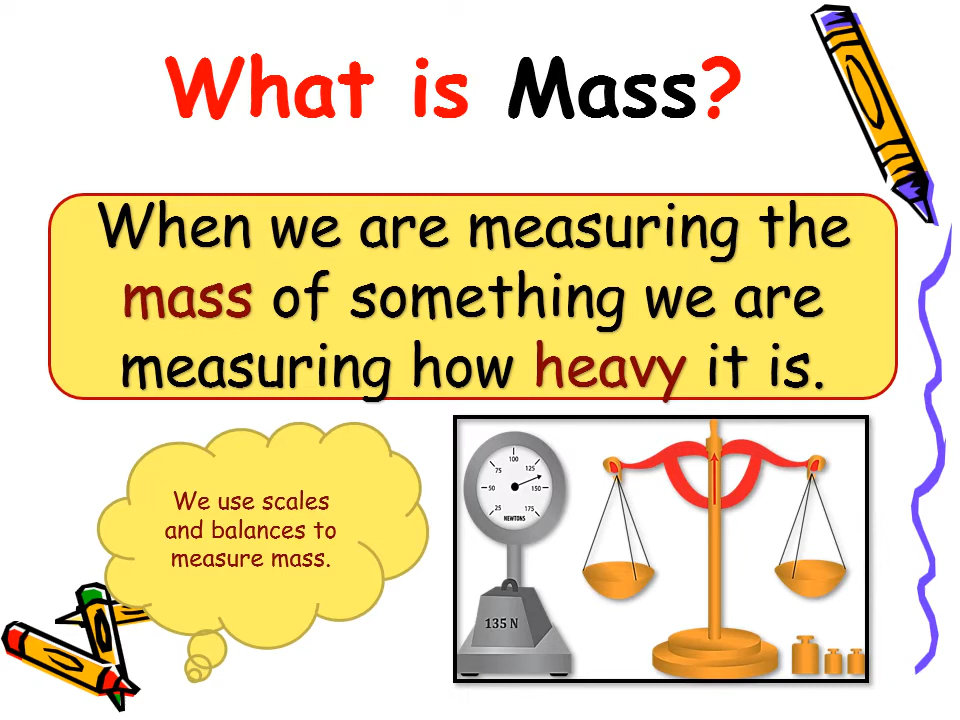 What is Mass?
When we are measuring the
mass of something we are
measuring how heavy it is.
We use scales
and balances to
measure mass.
100
75
125
50
150
25
175
NEWTONS
135 N